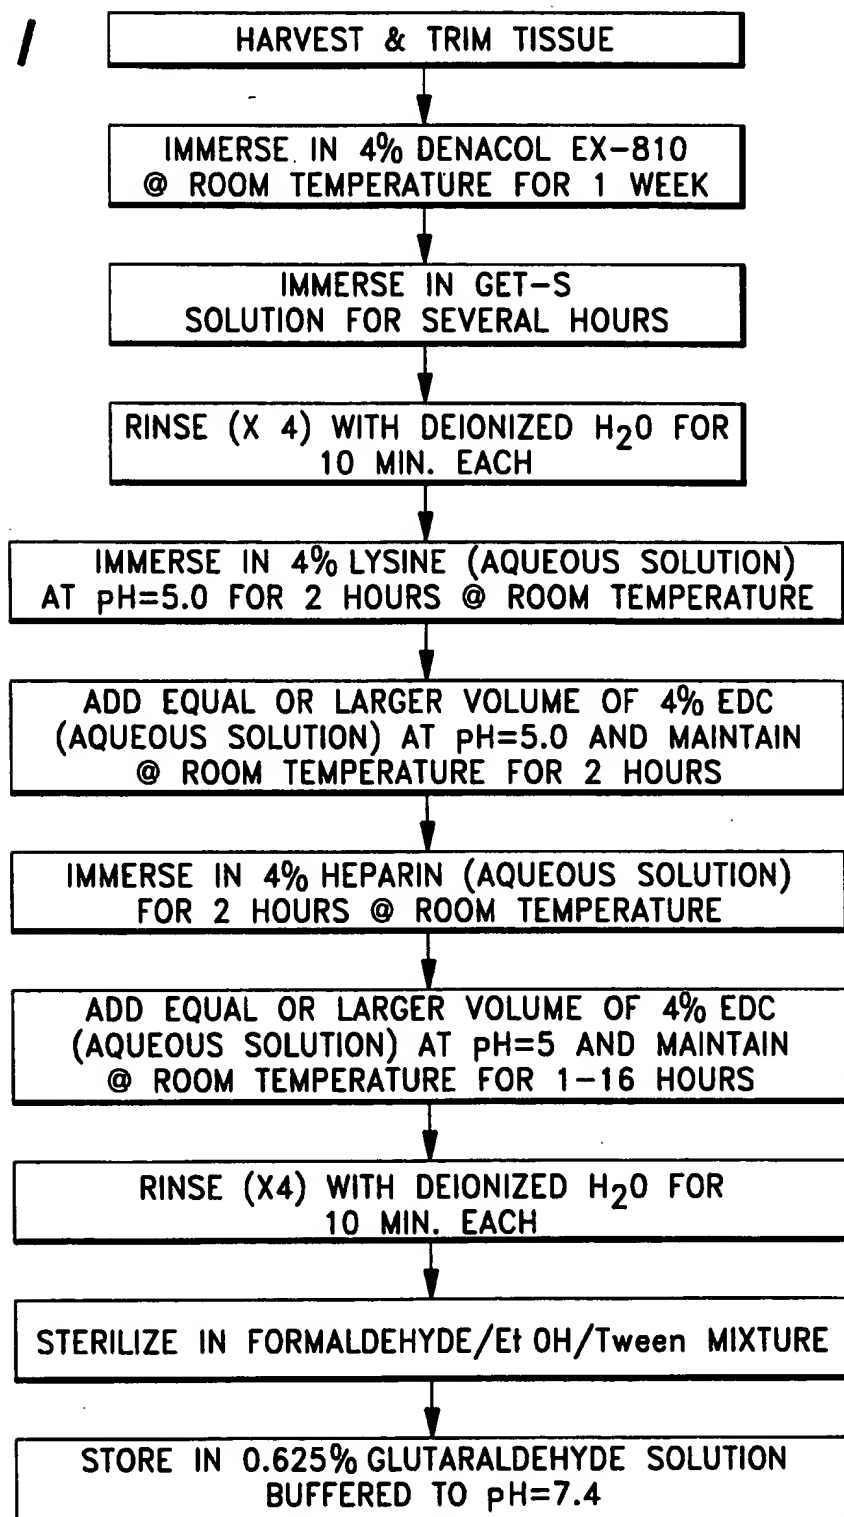 1
HARVEST & TRIM TISSUE
IMMERSE IN 4% DENACOL EX-810
@ ROOM TEMPERATURE FOR 1 WEEK
IMMERSE IN GET-S
SOLUTION FOR SEVERAL HOURS
RINSE (X 4) WITH DEIONIZED H₂O FOR
10 MIN. EACH
IMMERSE IN 4% LYSINE (AQUEOUS SOLUTION)
AT pH=5.0 FOR 2 HOURS @ ROOM TEMPERATURE
ADD EQUAL OR LARGER VOLUME OF 4% EDC
(AQUEOUS SOLUTION) AT pH=5.0 AND MAINTAIN
@ ROOM TEMPERATURE FOR 2 HOURS
IMMERSE IN 4% HEPARIN (AQUEOUS SOLUTION)
FOR 2 HOURS @ ROOM TEMPERATURE
ADD EQUAL OR LARGER VOLUME OF 4% EDC
(AQUEOUS SOLUTION) AT pH=5 AND MAINTAIN
@ ROOM TEMPERATURE FOR 1-16 HOURS
RINSE (X4) WITH DEIONIZED H₂O FOR
10 MIN. EACH
STERILIZE IN FORMALDEHYDE/Et OH/Tween MIXTURE
STORE IN 0.625% GLUTARALDEHYDE SOLUTION
BUFFERED TO pH=7.4